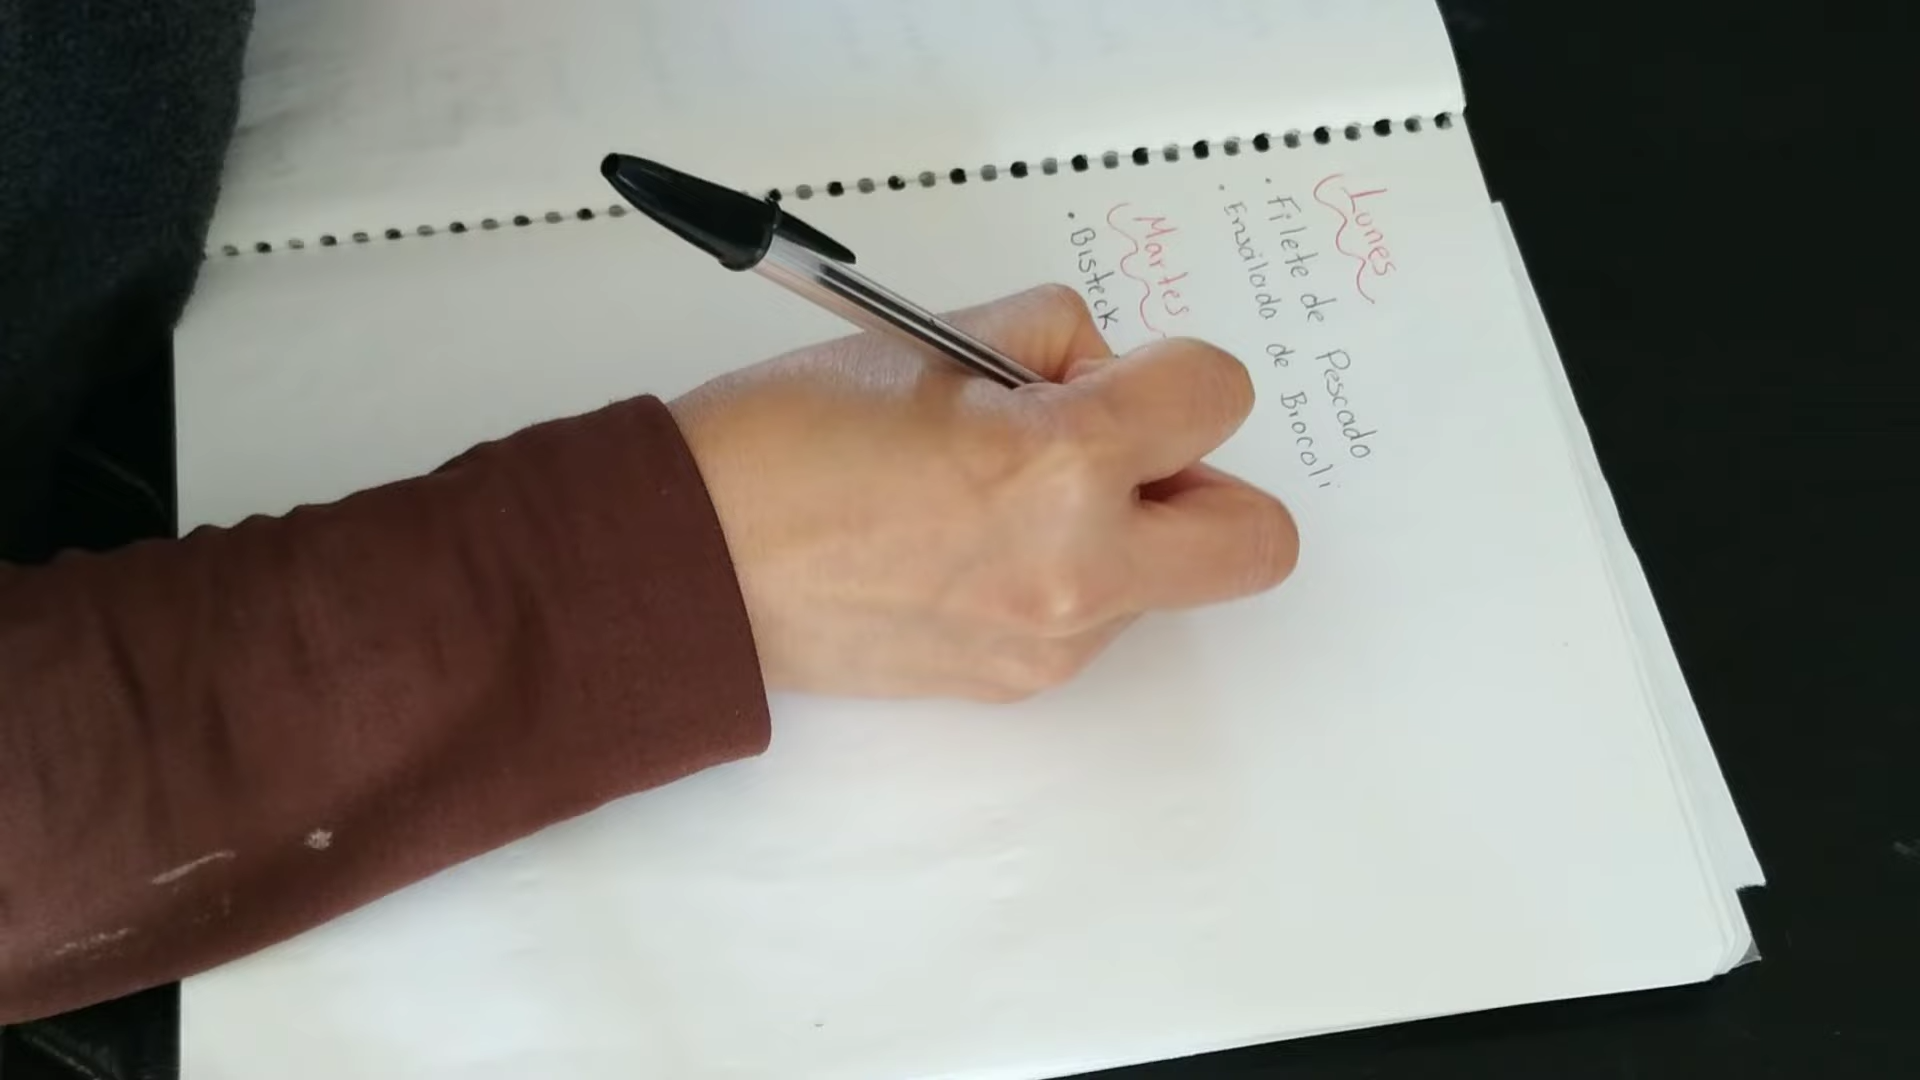 Lunes
• Filete de Pescado
• Ensalada de Brocoli
Martes
• Bisteck